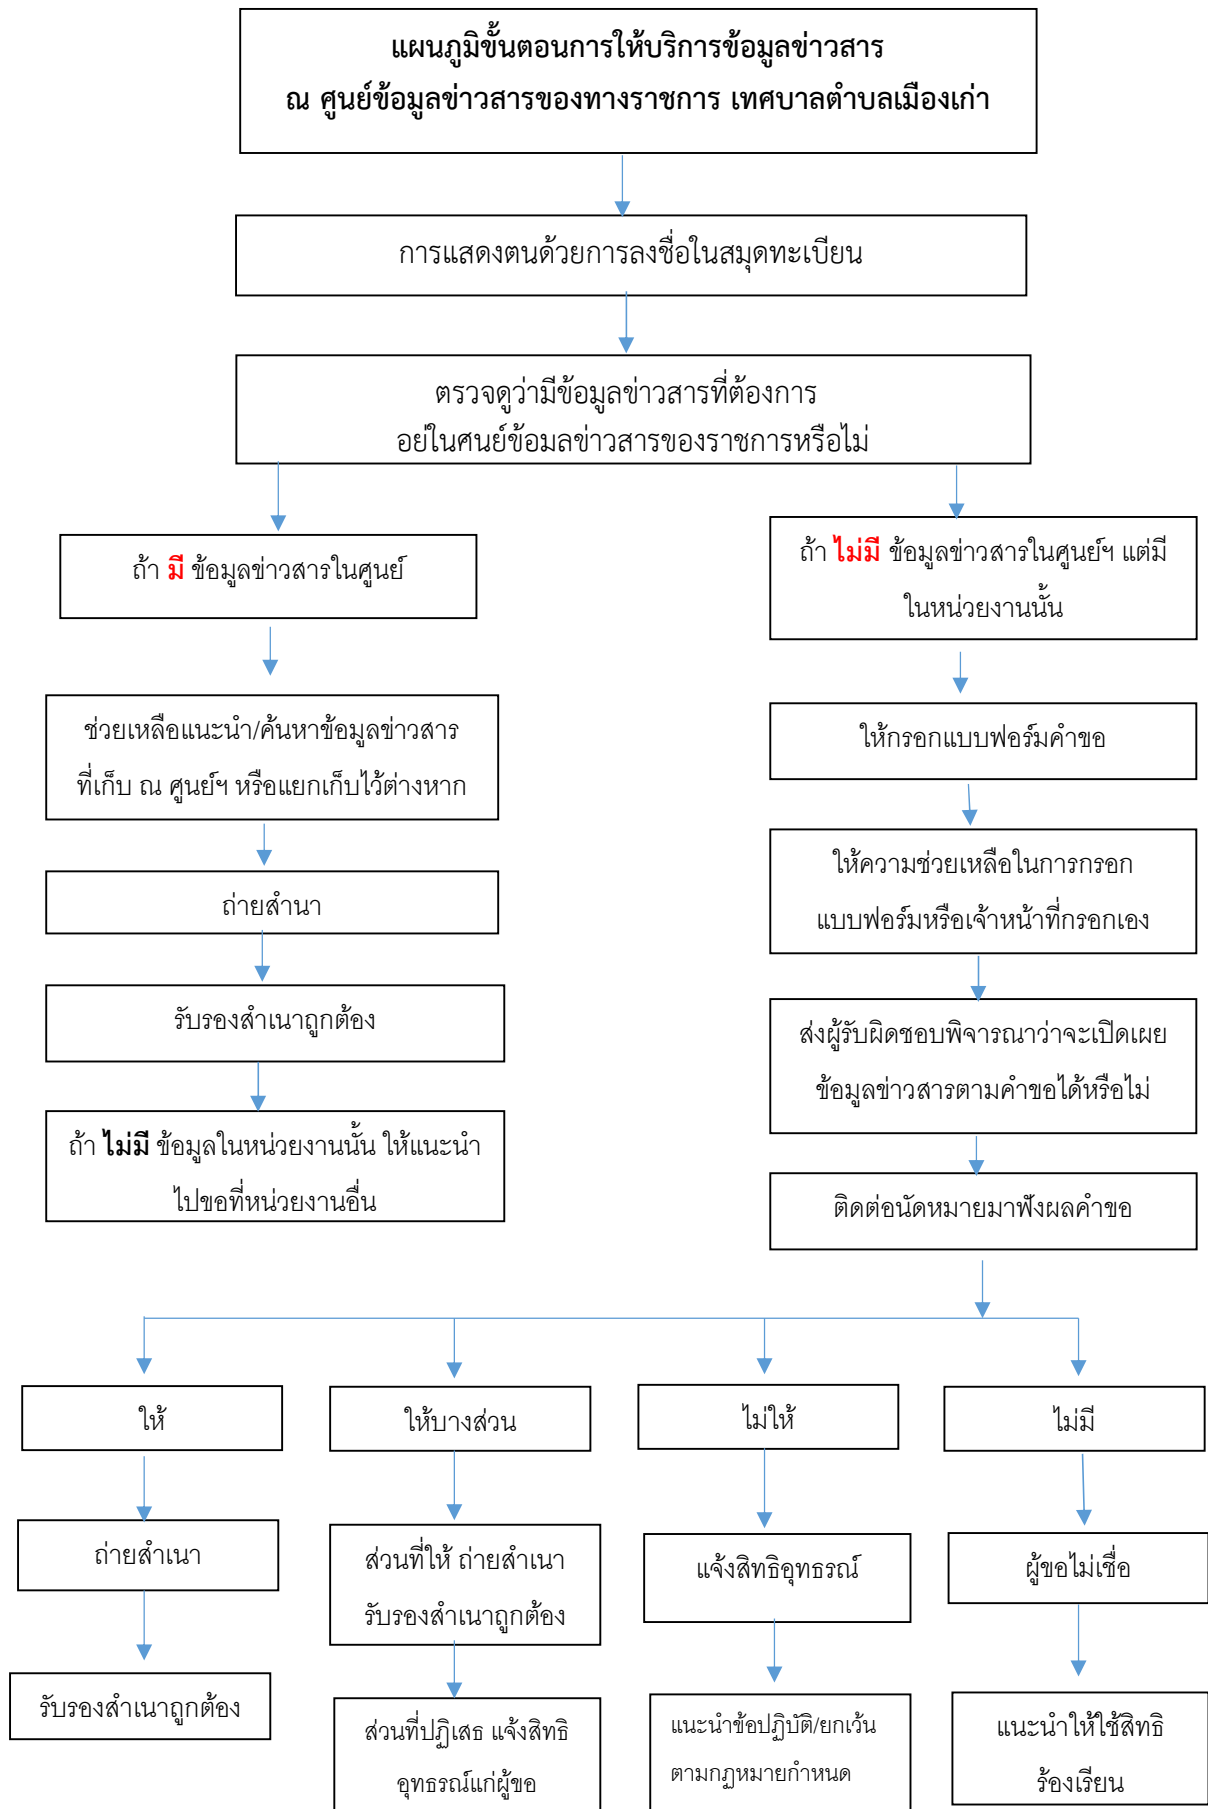 แผนภูมิขั้นตอนการให้บริการข้อมูลข่าวสาร
ณ ศูนย์ข้อมูลข่าวสารของทางราชการ เทศบาลตำบลเมืองเก่า
การแสดงตนด้วยการลงชื่อในสมุดทะเบียน
ตรวจดูว่ามีข้อมูลข่าวสารที่ต้องการ
อยู่ในศูนย์ข้อมูลข่าวสารของราชการหรือไม่
ถ้า มี ข้อมูลข่าวสารในศูนย์
ช่วยเหลือแนะนำ/ค้นหาข้อมูลข่าวสาร
ที่เก็บ ณ ศูนย์ฯ หรือแยกเก็บไว้ต่างหาก
ถ่ายสำนา
รับรองสำเนาถูกต้อง
ถ้า ไม่มี ข้อมูลในหน่วยงานนั้น ให้แนะนำ
ไปขอที่หน่วยงานอื่น
ถ้า ไม่มี ข้อมูลข่าวสารในศูนย์ฯ แต่มี
ในหน่วยงานนั้น
ให้กรอกแบบฟอร์มคำขอ
ให้ความช่วยเหลือในการกรอก
แบบฟอร์มหรือเจ้าหน้าที่กรอกเอง
ส่งผู้รับผิดชอบพิจารณาว่าจะเปิดเผย
ข้อมูลข่าวสารตามคำขอได้หรือไม่
ติดต่อนัดหมายมาฟังผลคำขอ
ให้
ถ่ายสำเนา
รับรองสำเนาถูกต้อง
ให้บางส่วน
ส่วนที่ให้ ถ่ายสำเนา
รับรองสำเนาถูกต้อง
ส่วนที่ปฏิเสธ แจ้งสิทธิ
อุทธรณ์แก่ผู้ขอ
ไม่ให้
แจ้งสิทธิอุทธรณ์
แนะนำข้อปฏิบัติ/ยกเว้น
ตามกฎหมายกำหนด
ไม่มี
ผู้ขอไม่เชื่อ
แนะนำให้ใช้สิทธิ
ร้องเรียน